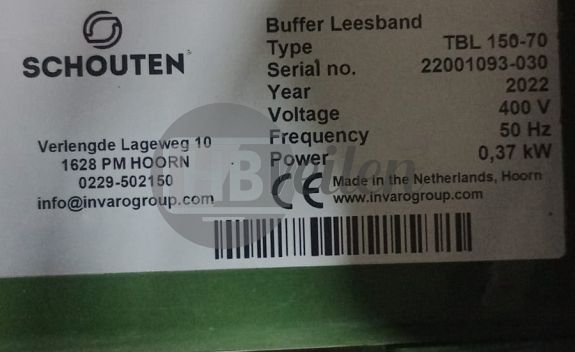 SCHOUTEN
Verlengde Lageweg 10
1628 PM HOORN
0229-502150
info@invarogroup.com
Buffer Leesband
Type TBL 150-70
Serial no. 22001093-030
Year 2022
Voltage 400 V
Frequency 50 Hz
Power 0,37 kW
CE Made in the Netherlands, Hoorn
www.invarogroup.com
HBveilen